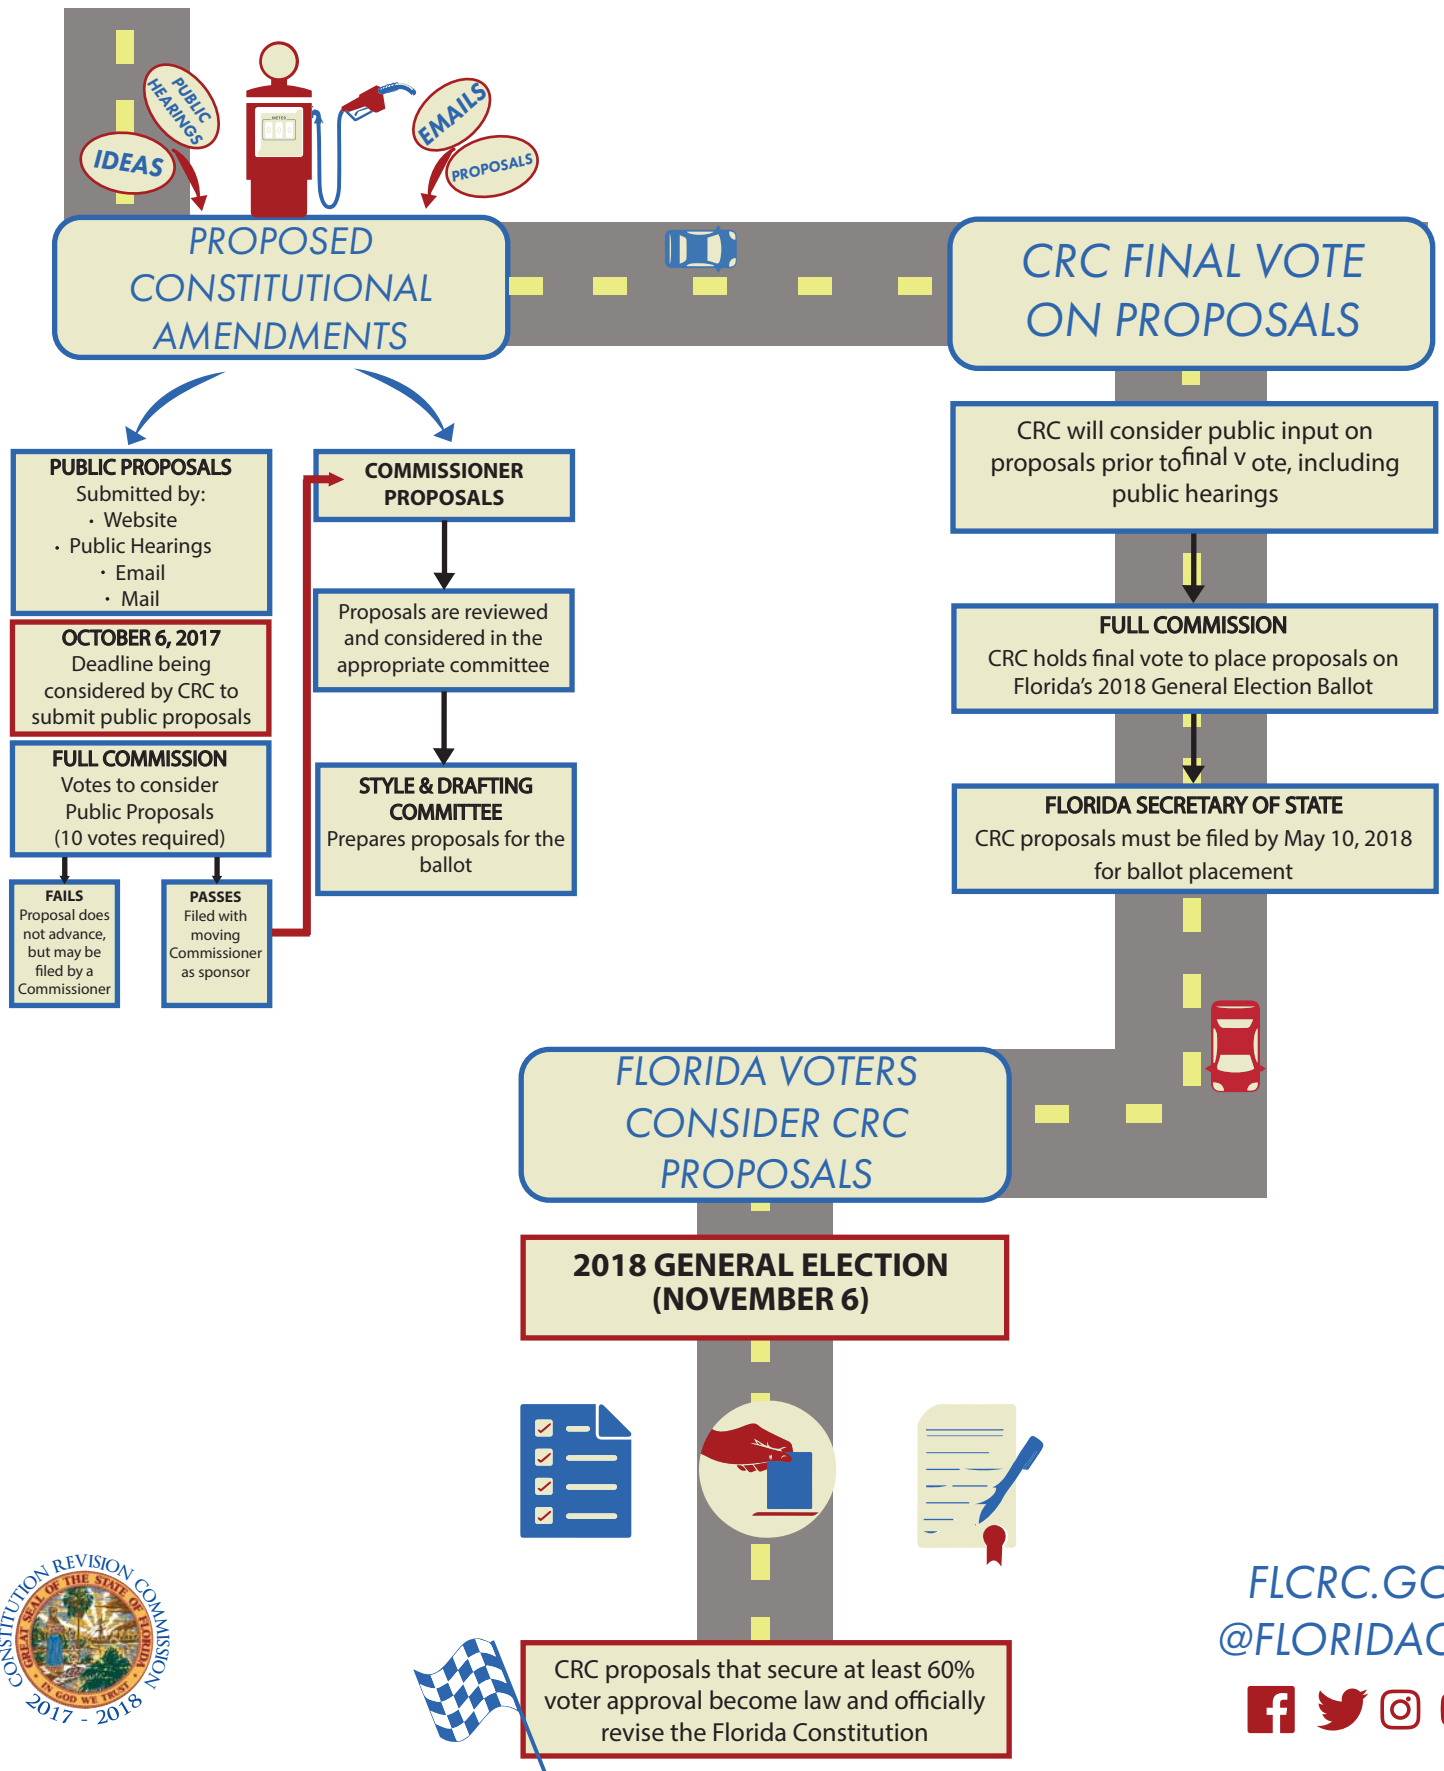 PUBLIC
HEARINGS
IDEAS
METER
0 0 0
EMAILS
PROPOSALS
PROPOSED
CONSTITUTIONAL
AMENDMENTS
CRC FINAL VOTE
ON PROPOSALS
PUBLIC PROPOSALS
Submitted by:
· Website
· Public Hearings
· Email
· Mail
OCTOBER 6, 2017
Deadline being
considered by CRC to
submit public proposals
FULL COMMISSION
Votes to consider
Public Proposals
(10 votes required)
FAILS
Proposal does
not advance,
but may be
filed by a
Commissioner
PASSES
Filed with
moving
Commissioner
as sponsor
COMMISSIONER
PROPOSALS
Proposals are reviewed
and considered in the
appropriate committee
STYLE & DRAFTING
COMMITTEE
Prepares proposals for the
ballot
CRC will consider public input on
proposals prior to final v ote, including
public hearings
FULL COMMISSION
CRC holds final vote to place proposals on
Florida's 2018 General Election Ballot
FLORIDA SECRETARY OF STATE
CRC proposals must be filed by May 10, 2018
for ballot placement
FLORIDA VOTERS
CONSIDER CRC
PROPOSALS
2018 GENERAL ELECTION
(NOVEMBER 6)
CRC proposals that secure at least 60%
voter approval become law and officially
revise the Florida Constitution
CONSTITUTION REVISION COMMISSION
GREAT SEAL OF THE STATE OF FLORIDA
IN GOD WE TRUST
2017 - 2018
FLCRC.GO
@FLORIDAC